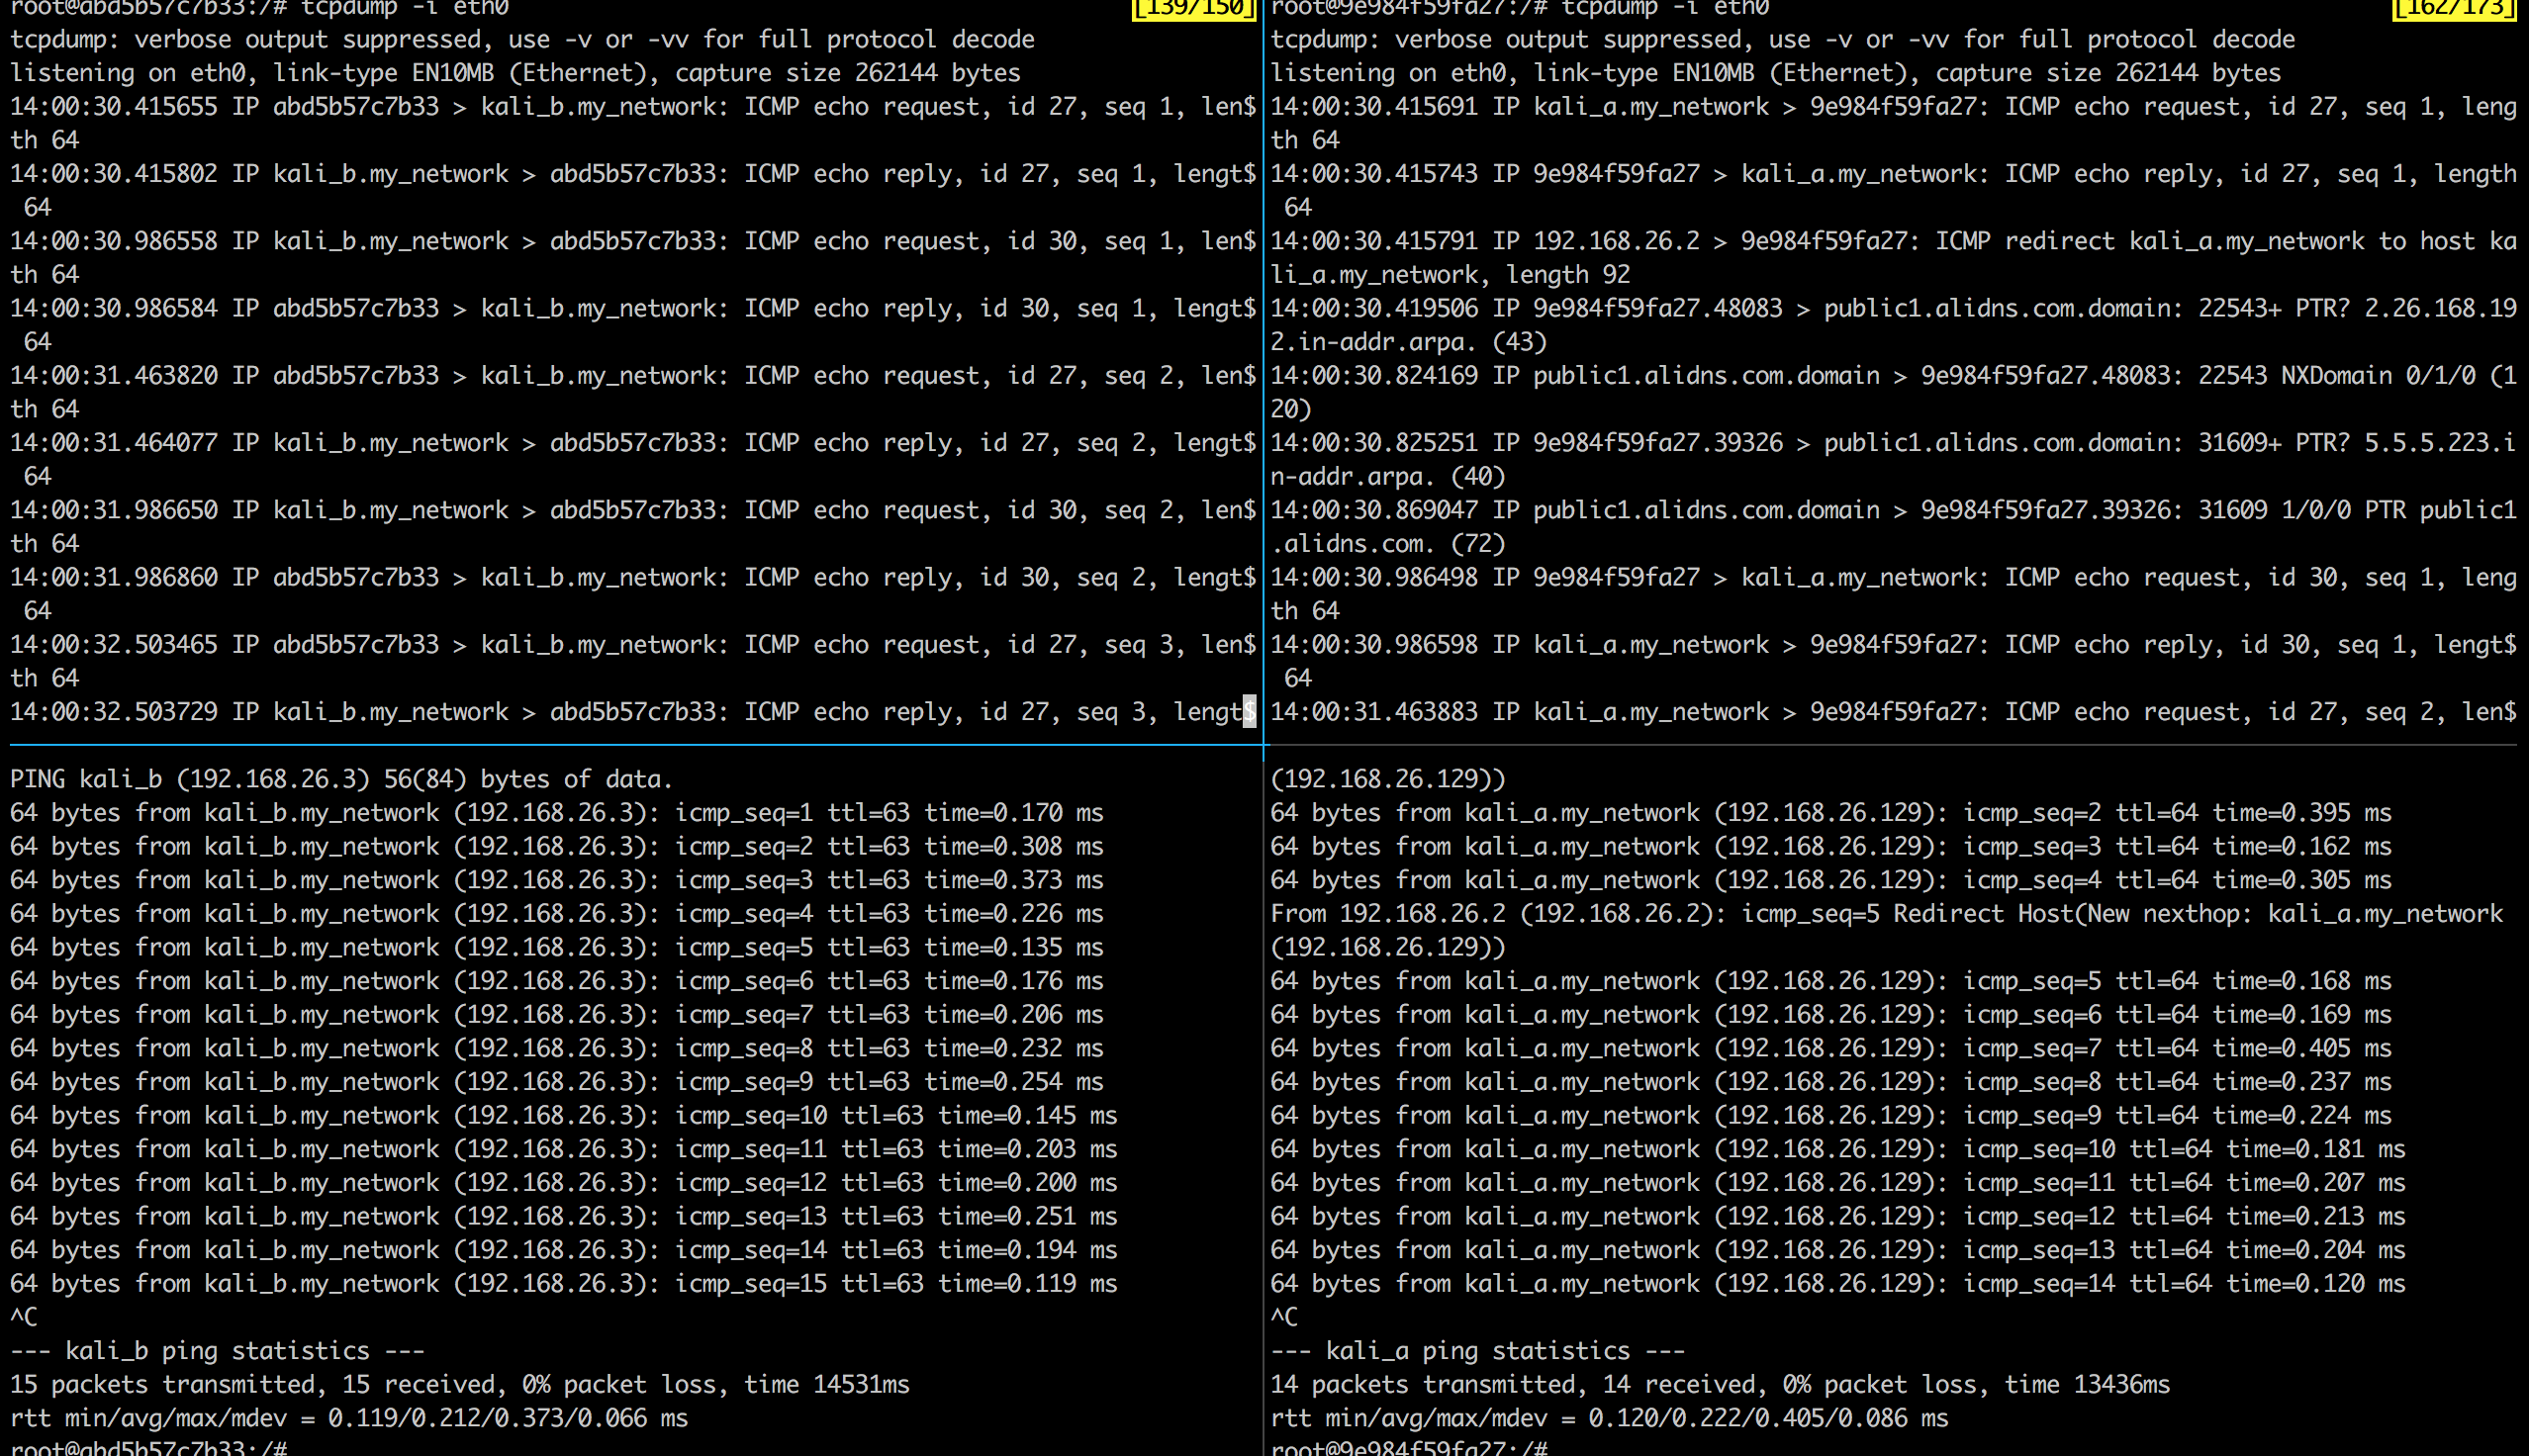 root@abd5b57c7b33:/# tcpdump -i eth0 [139/150]
tcpdump: verbose output suppressed, use -v or -vv for full protocol decode
listening on eth0, link-type EN10MB (Ethernet), capture size 262144 bytes
14:00:30.415655 IP abd5b57c7b33 > kali_b.my_network: ICMP echo request, id 27, seq 1, len$
th 64
14:00:30.415802 IP kali_b.my_network > abd5b57c7b33: ICMP echo reply, id 27, seq 1, lengt$
 64
14:00:30.986558 IP kali_b.my_network > abd5b57c7b33: ICMP echo request, id 30, seq 1, len$
th 64
14:00:30.986584 IP abd5b57c7b33 > kali_b.my_network: ICMP echo reply, id 30, seq 1, lengt$
 64
14:00:31.463820 IP abd5b57c7b33 > kali_b.my_network: ICMP echo request, id 27, seq 2, len$
th 64
14:00:31.464077 IP kali_b.my_network > abd5b57c7b33: ICMP echo reply, id 27, seq 2, lengt$
 64
14:00:31.986650 IP kali_b.my_network > abd5b57c7b33: ICMP echo request, id 30, seq 2, len$
th 64
14:00:31.986860 IP abd5b57c7b33 > kali_b.my_network: ICMP echo reply, id 30, seq 2, lengt$
 64
14:00:32.503465 IP abd5b57c7b33 > kali_b.my_network: ICMP echo request, id 27, seq 3, len$
th 64
14:00:32.503729 IP kali_b.my_network > abd5b57c7b33: ICMP echo reply, id 27, seq 3, lengt$
root@9e984f59fa27:/# tcpdump -i eth0 [162/173]
tcpdump: verbose output suppressed, use -v or -vv for full protocol decode
listening on eth0, link-type EN10MB (Ethernet), capture size 262144 bytes
14:00:30.415691 IP kali_a.my_network > 9e984f59fa27: ICMP echo request, id 27, seq 1, leng
th 64
14:00:30.415743 IP 9e984f59fa27 > kali_a.my_network: ICMP echo reply, id 27, seq 1, length
 64
14:00:30.415791 IP 192.168.26.2 > 9e984f59fa27: ICMP redirect kali_a.my_network to host ka
li_a.my_network, length 92
14:00:30.419506 IP 9e984f59fa27.48083 > public1.alidns.com.domain: 22543+ PTR? 2.26.168.19
2.in-addr.arpa. (43)
14:00:30.824169 IP public1.alidns.com.domain > 9e984f59fa27.48083: 22543 NXDomain 0/1/0 (1
20)
14:00:30.825251 IP 9e984f59fa27.39326 > public1.alidns.com.domain: 31609+ PTR? 5.5.5.223.i
n-addr.arpa. (40)
14:00:30.869047 IP public1.alidns.com.domain > 9e984f59fa27.39326: 31609 1/0/0 PTR public1
.alidns.com. (72)
14:00:30.986498 IP 9e984f59fa27 > kali_a.my_network: ICMP echo request, id 30, seq 1, leng
th 64
14:00:30.986598 IP kali_a.my_network > 9e984f59fa27: ICMP echo reply, id 30, seq 1, lengt$
 64
14:00:31.463883 IP kali_a.my_network > 9e984f59fa27: ICMP echo request, id 27, seq 2, len$
PING kali_b (192.168.26.3) 56(84) bytes of data.
64 bytes from kali_b.my_network (192.168.26.3): icmp_seq=1 ttl=63 time=0.170 ms
64 bytes from kali_b.my_network (192.168.26.3): icmp_seq=2 ttl=63 time=0.308 ms
64 bytes from kali_b.my_network (192.168.26.3): icmp_seq=3 ttl=63 time=0.373 ms
64 bytes from kali_b.my_network (192.168.26.3): icmp_seq=4 ttl=63 time=0.226 ms
64 bytes from kali_b.my_network (192.168.26.3): icmp_seq=5 ttl=63 time=0.135 ms
64 bytes from kali_b.my_network (192.168.26.3): icmp_seq=6 ttl=63 time=0.176 ms
64 bytes from kali_b.my_network (192.168.26.3): icmp_seq=7 ttl=63 time=0.206 ms
64 bytes from kali_b.my_network (192.168.26.3): icmp_seq=8 ttl=63 time=0.232 ms
64 bytes from kali_b.my_network (192.168.26.3): icmp_seq=9 ttl=63 time=0.254 ms
64 bytes from kali_b.my_network (192.168.26.3): icmp_seq=10 ttl=63 time=0.145 ms
64 bytes from kali_b.my_network (192.168.26.3): icmp_seq=11 ttl=63 time=0.203 ms
64 bytes from kali_b.my_network (192.168.26.3): icmp_seq=12 ttl=63 time=0.200 ms
64 bytes from kali_b.my_network (192.168.26.3): icmp_seq=13 ttl=63 time=0.251 ms
64 bytes from kali_b.my_network (192.168.26.3): icmp_seq=14 ttl=63 time=0.194 ms
64 bytes from kali_b.my_network (192.168.26.3): icmp_seq=15 ttl=63 time=0.119 ms
^C
--- kali_b ping statistics ---
15 packets transmitted, 15 received, 0% packet loss, time 14531ms
rtt min/avg/max/mdev = 0.119/0.212/0.373/0.066 ms
root@abd5b57c7b33:/#
(192.168.26.129))
64 bytes from kali_a.my_network (192.168.26.129): icmp_seq=2 ttl=64 time=0.395 ms
64 bytes from kali_a.my_network (192.168.26.129): icmp_seq=3 ttl=64 time=0.162 ms
64 bytes from kali_a.my_network (192.168.26.129): icmp_seq=4 ttl=64 time=0.305 ms
From 192.168.26.2 (192.168.26.2): icmp_seq=5 Redirect Host(New nexthop: kali_a.my_network
(192.168.26.129))
64 bytes from kali_a.my_network (192.168.26.129): icmp_seq=5 ttl=64 time=0.168 ms
64 bytes from kali_a.my_network (192.168.26.129): icmp_seq=6 ttl=64 time=0.169 ms
64 bytes from kali_a.my_network (192.168.26.129): icmp_seq=7 ttl=64 time=0.405 ms
64 bytes from kali_a.my_network (192.168.26.129): icmp_seq=8 ttl=64 time=0.237 ms
64 bytes from kali_a.my_network (192.168.26.129): icmp_seq=9 ttl=64 time=0.224 ms
64 bytes from kali_a.my_network (192.168.26.129): icmp_seq=10 ttl=64 time=0.181 ms
64 bytes from kali_a.my_network (192.168.26.129): icmp_seq=11 ttl=64 time=0.207 ms
64 bytes from kali_a.my_network (192.168.26.129): icmp_seq=12 ttl=64 time=0.213 ms
64 bytes from kali_a.my_network (192.168.26.129): icmp_seq=13 ttl=64 time=0.204 ms
64 bytes from kali_a.my_network (192.168.26.129): icmp_seq=14 ttl=64 time=0.120 ms
^C
--- kali_a ping statistics ---
14 packets transmitted, 14 received, 0% packet loss, time 13436ms
rtt min/avg/max/mdev = 0.120/0.222/0.405/0.086 ms
root@9e984f59fa27:/#